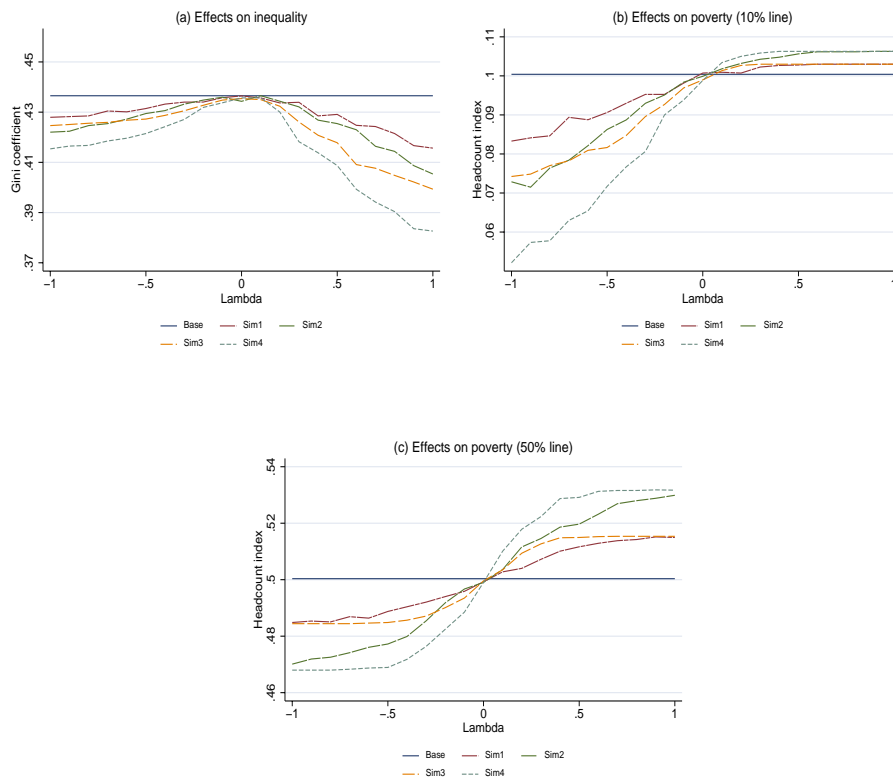 (a) Effects on inequality
.45
.43
.41
.39
.37
Gini coefficient
−1
−.5
0
.5
1
Lambda
Base
Sim1
Sim2
Sim3
Sim4
(b) Effects on poverty (10% line)
.11
.1
.09
.08
.07
.06
Headcount index
−1
−.5
0
.5
1
Lambda
Base
Sim1
Sim2
Sim3
Sim4
(c) Effects on poverty (50% line)
.54
.52
.5
.48
.46
Headcount index
−1
−.5
0
.5
1
Lambda
Base
Sim1
Sim2
Sim3
Sim4